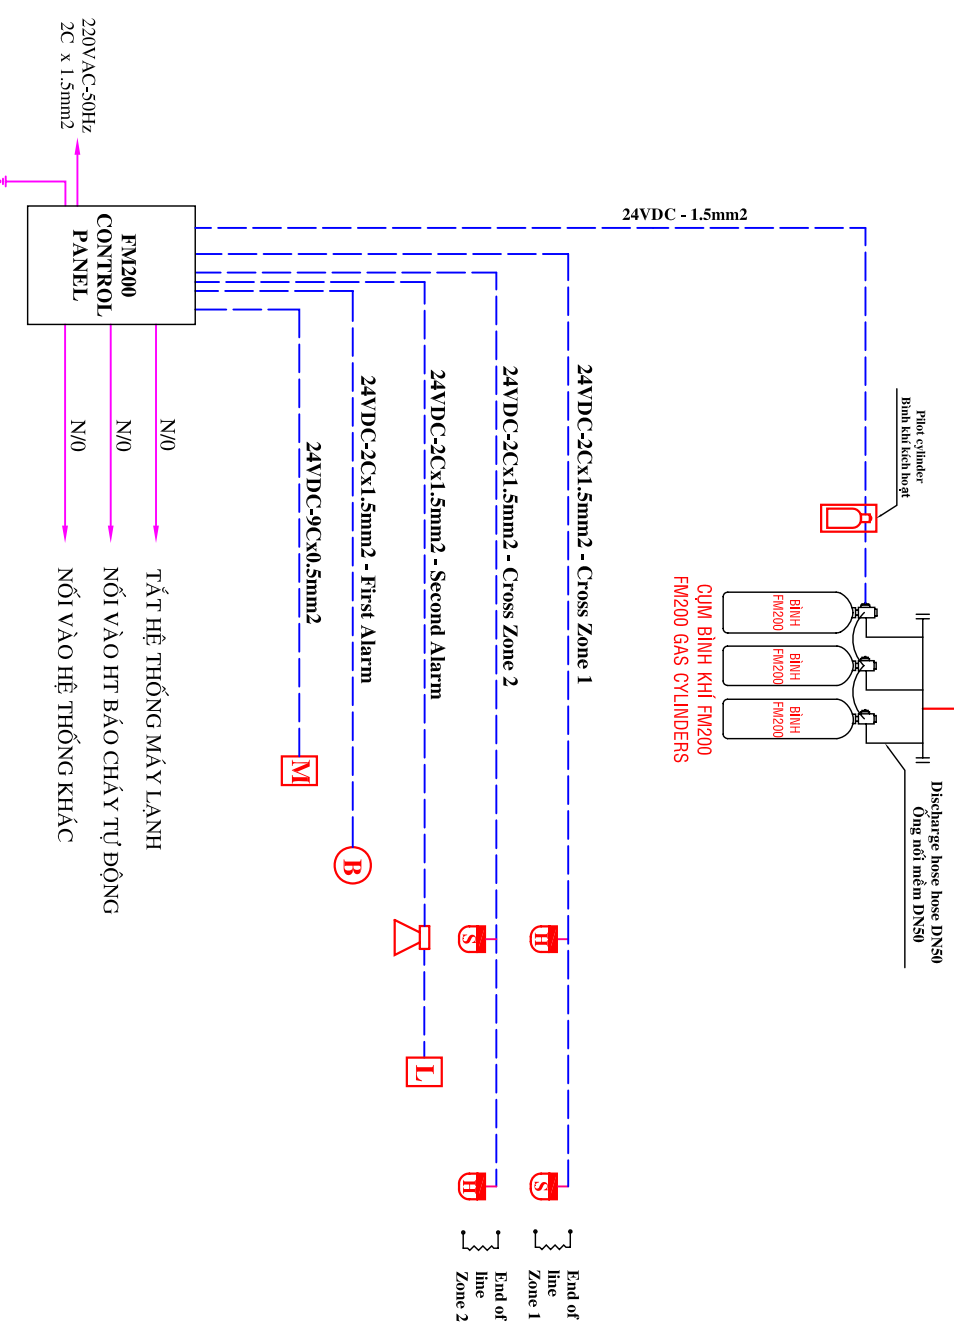 220VAC-50Hz
2C x 1.5mm2
FM200
CONTROL
PANEL
24VDC - 1.5mm2
Pilot cylinder
Bình khí kích hoạt
BÌNH
FM200
BÌNH
FM200
BÌNH
FM200
CỤM BÌNH KHÍ FM200
FM200 GAS CYLINDERS
Discharge hose hose DN50
Ống nối mềm DN50
24VDC-2Cx1.5mm2 - Cross Zone 1
H
S
End of
line
Zone 1
24VDC-2Cx1.5mm2 - Cross Zone 2
S
H
End of
line
Zone 2
24VDC-2Cx1.5mm2 - Second Alarm
L
24VDC-2Cx1.5mm2 - First Alarm
B
24VDC-9Cx0.5mm2
M
N/0
TẮT HỆ THỐNG MÁY LẠNH
N/0
NỐI VÀO HT BÁO CHÁY TỰ ĐỘNG
N/0
NỐI VÀO HỆ THỐNG KHÁC